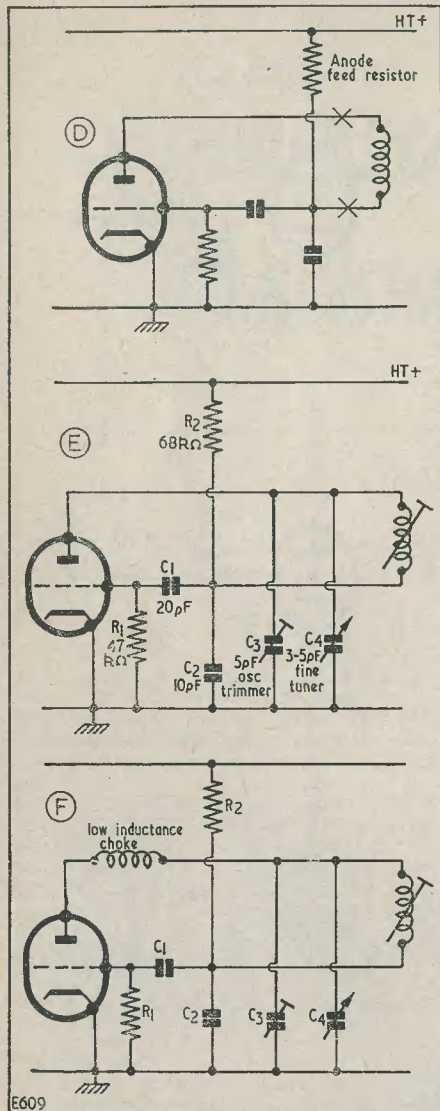 HT+
Anode
feed resistor
D
HT+
R2
68RΩ
E
C1
20pF
R1
47
RΩ
C2
10pF
C3
5pF
osc
trimmer
C4
3-5pF
fine
tuner
F
R2
low inductance
choke
C1
R1
C2
C3
C4
E609